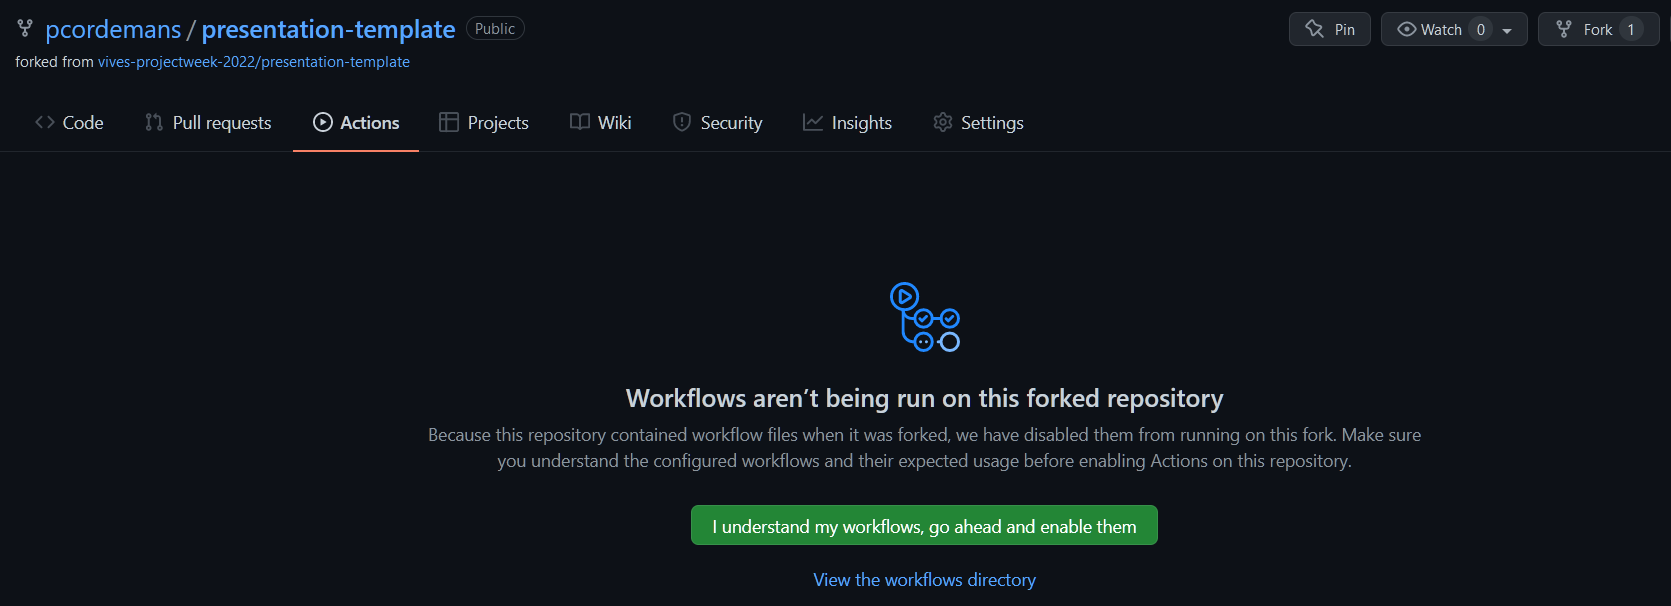 pcordemans / presentation-template Public Pin Watch 0 Fork 1
forked from vives-projectweek-2022/presentation-template
Code Pull requests Actions Projects Wiki Security Insights Settings
Workflows aren’t being run on this forked repository
Because this repository contained workflow files when it was forked, we have disabled them from running on this fork. Make sure
you understand the configured workflows and their expected usage before enabling Actions on this repository.
I understand my workflows, go ahead and enable them
View the workflows directory